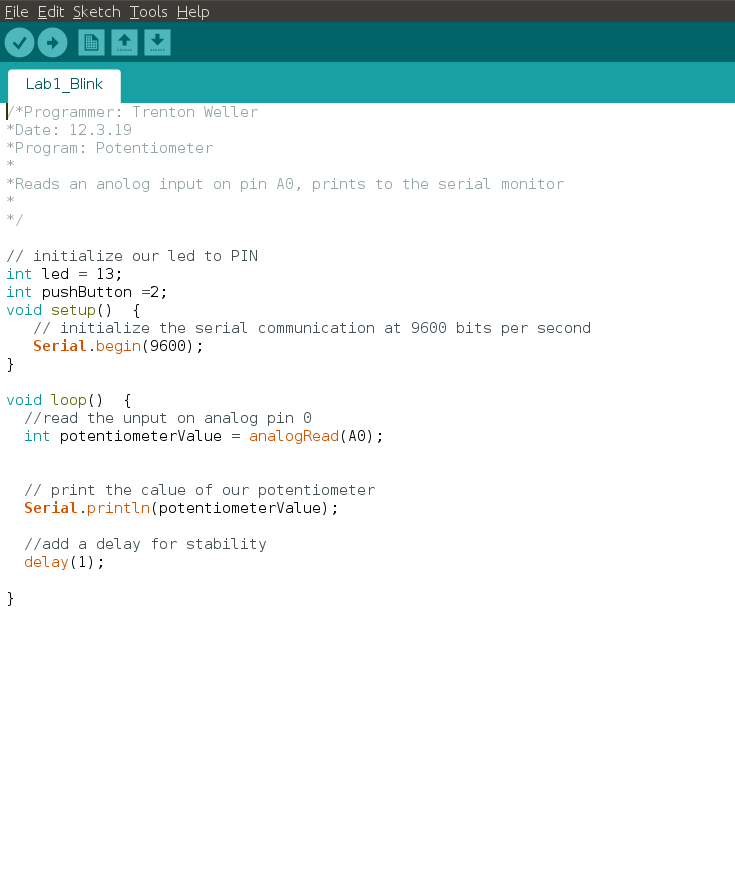 File Edit Sketch Tools Help
Lab1_Blink
/*Programmer: Trenton Weller
*Date: 12.3.19
*Program: Potentiometer
*
*Reads an anolog input on pin A0, prints to the serial monitor
*
*/
// initialize our led to PIN
int led = 13;
int pushButton =2;
void setup()  {
   // initialize the serial communication at 9600 bits per second
   Serial.begin(9600);
}
void loop()  {
  //read the unput on analog pin 0
  int potentiometerValue = analogRead(A0);
  // print the calue of our potentiometer
  Serial.println(potentiometerValue);
  //add a delay for stability
  delay(1);
}